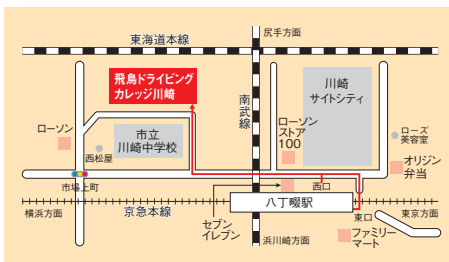 尻手方面
東海道本線
飛鳥ドライビング
カレッジ川崎
南武線
川崎
サイトシティ
ローソン
ストア
100
ローソン
市立
川崎中学校
西松屋
ローズ
美容室
オリジン
弁当
市場上町
西口
八丁畷駅
横浜方面
京急本線
セブン
イレブン
東口
東京方面
浜川崎方面
ファミリー
マート